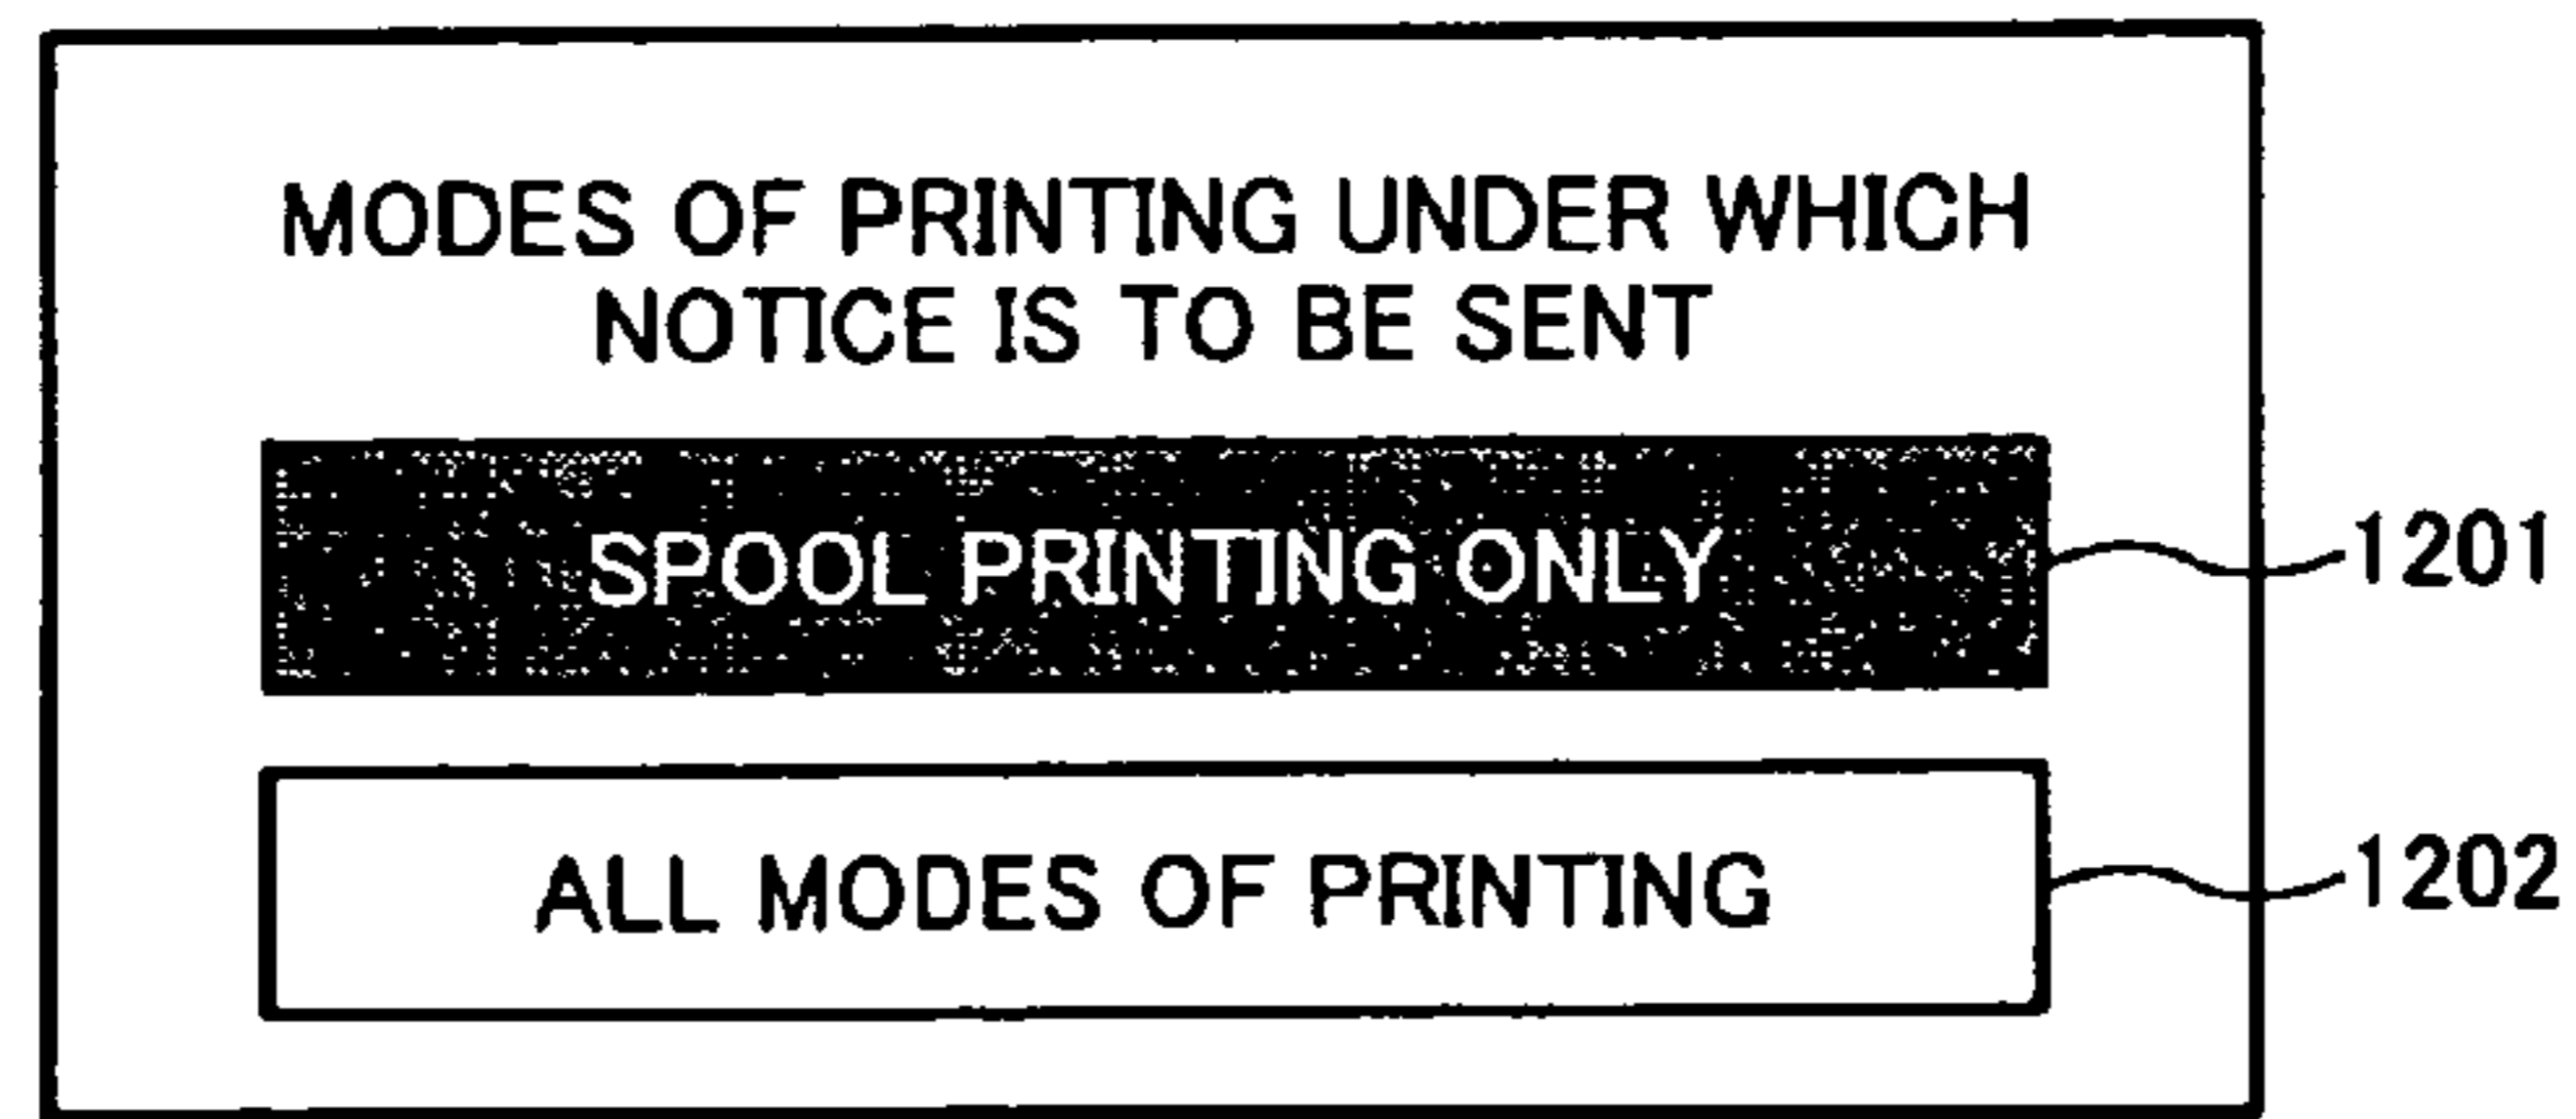 MODES OF PRINTING UNDER WHICH
NOTICE IS TO BE SENT
SPOOL PRINTING ONLY
1201
ALL MODES OF PRINTING
1202